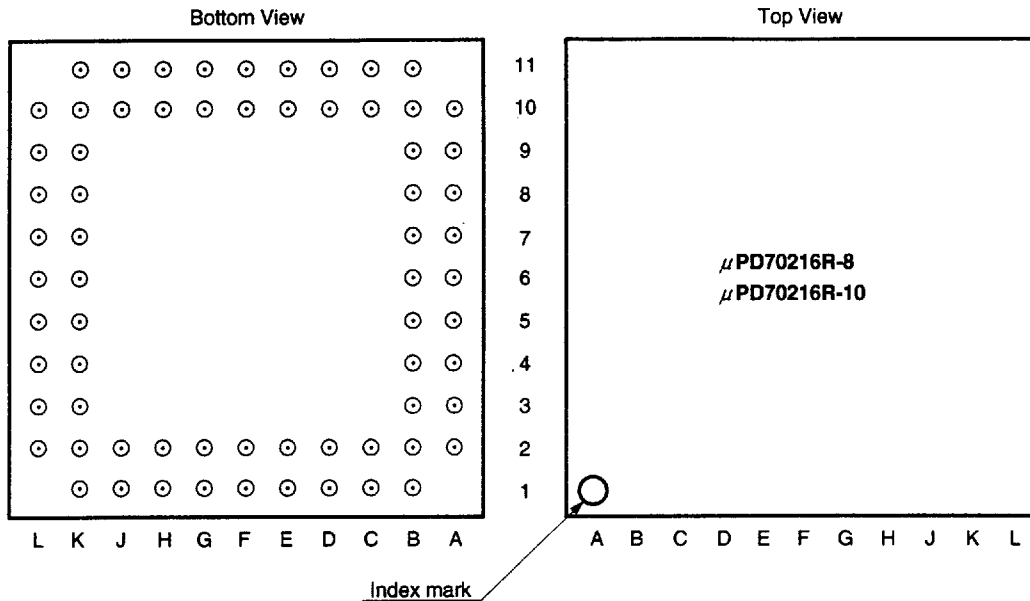 Bottom View
Top View
11
10
9
8
7
6
5
4
3
2
1
μPD70216R-8
μPD70216R-10
L K J H G F E D C B A
A B C D E F G H J K L
Index mark